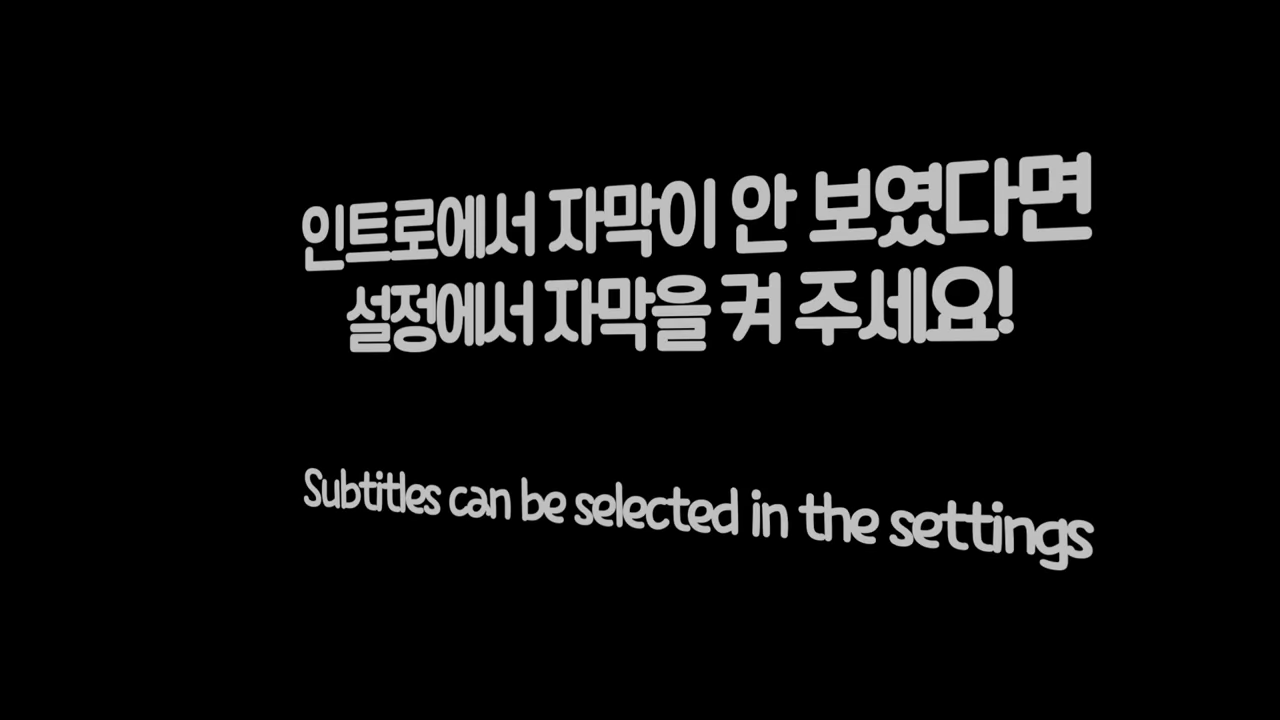 인트로에서 자막이 안 보였다면
설정에서 자막을 켜 주세요!
Subtitles can be selected in the settings